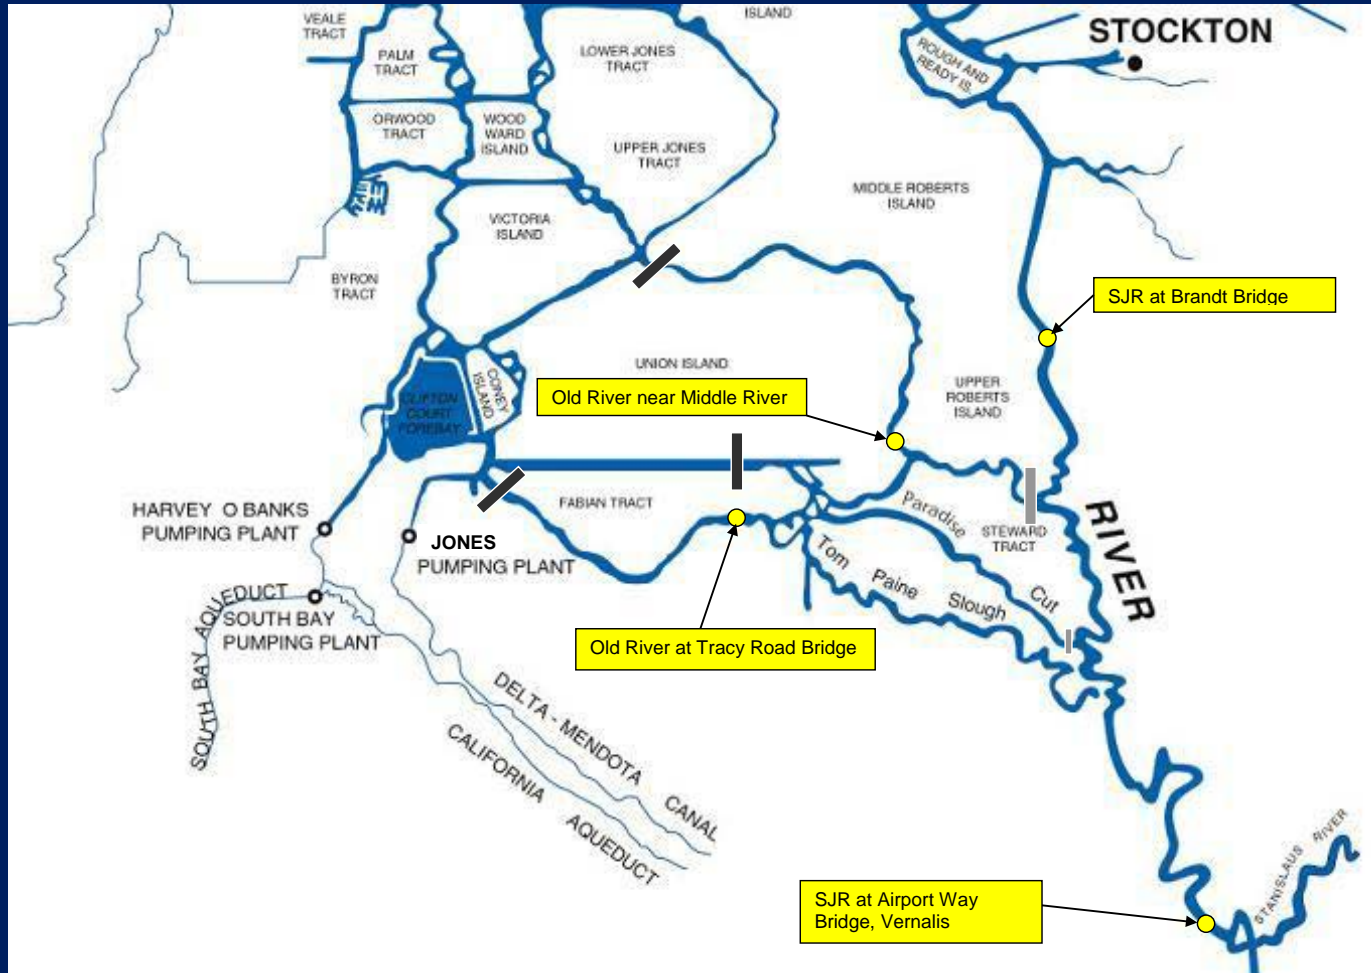 ISLAND
VEALE
TRACT
STOCKTON
PALM
TRACT
LOWER JONES
TRACT
ROUGH AND
READY IS.
ORWOOD
TRACT
WOOD
WARD
ISLAND
UPPER JONES
TRACT
MIDDLE ROBERTS
ISLAND
VICTORIA
ISLAND
BYRON
TRACT
SJR at Brandt Bridge
UNION ISLAND
CONEY
ISLAND
UPPER
ROBERTS
ISLAND
Old River near Middle River
CLIFTON
COURT
FOREBAY
FABIAN TRACT
HARVEY O BANKS
PUMPING PLANT
Paradise Cut
STEWARD
TRACT
RIVER
JONES
PUMPING PLANT
Tom Paine Slough
SOUTH BAY AQUEDUCT
SOUTH BAY
PUMPING PLANT
Old River at Tracy Road Bridge
DELTA - MENDOTA CANAL
CALIFORNIA AQUEDUCT
STANISLAUS RIVER
SJR at Airport Way
Bridge, Vernalis